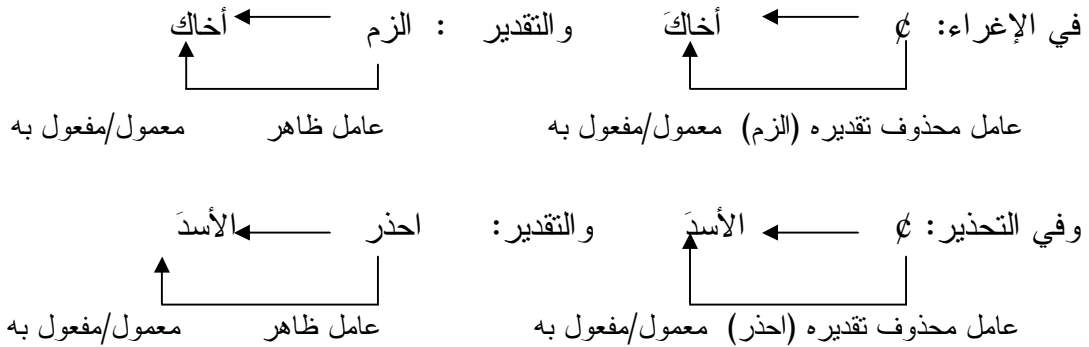 في الإغراء: ¢ أخاكَ والتقدير : الزم أخاك
عامل محذوف تقديره (الزم) معمول/مفعول به عامل ظاهر معمول/مفعول به
وفي التحذير: ¢ الأسدَ والتقدير: احذر الأسدَ
عامل محذوف تقديره (احذر) معمول/مفعول به عامل ظاهر معمول/مفعول به